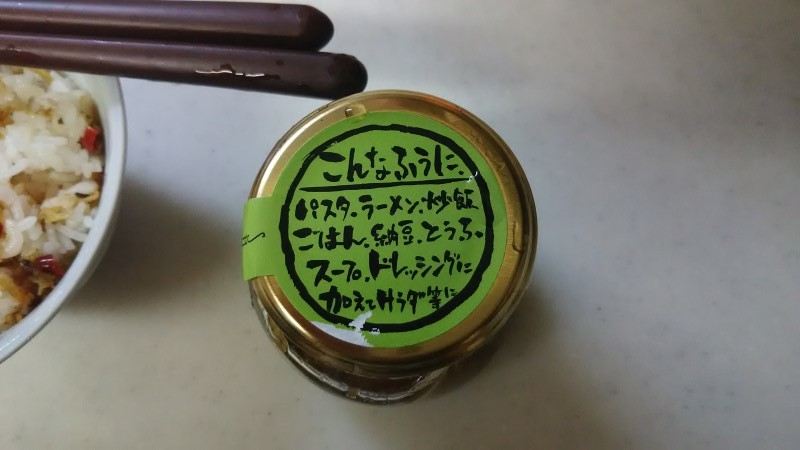 こんなふうに、
パスタ、ラーメン、炒飯
ごはん、納豆、とうふ、
スープ、ドレッシングに
加えてサラダ等に